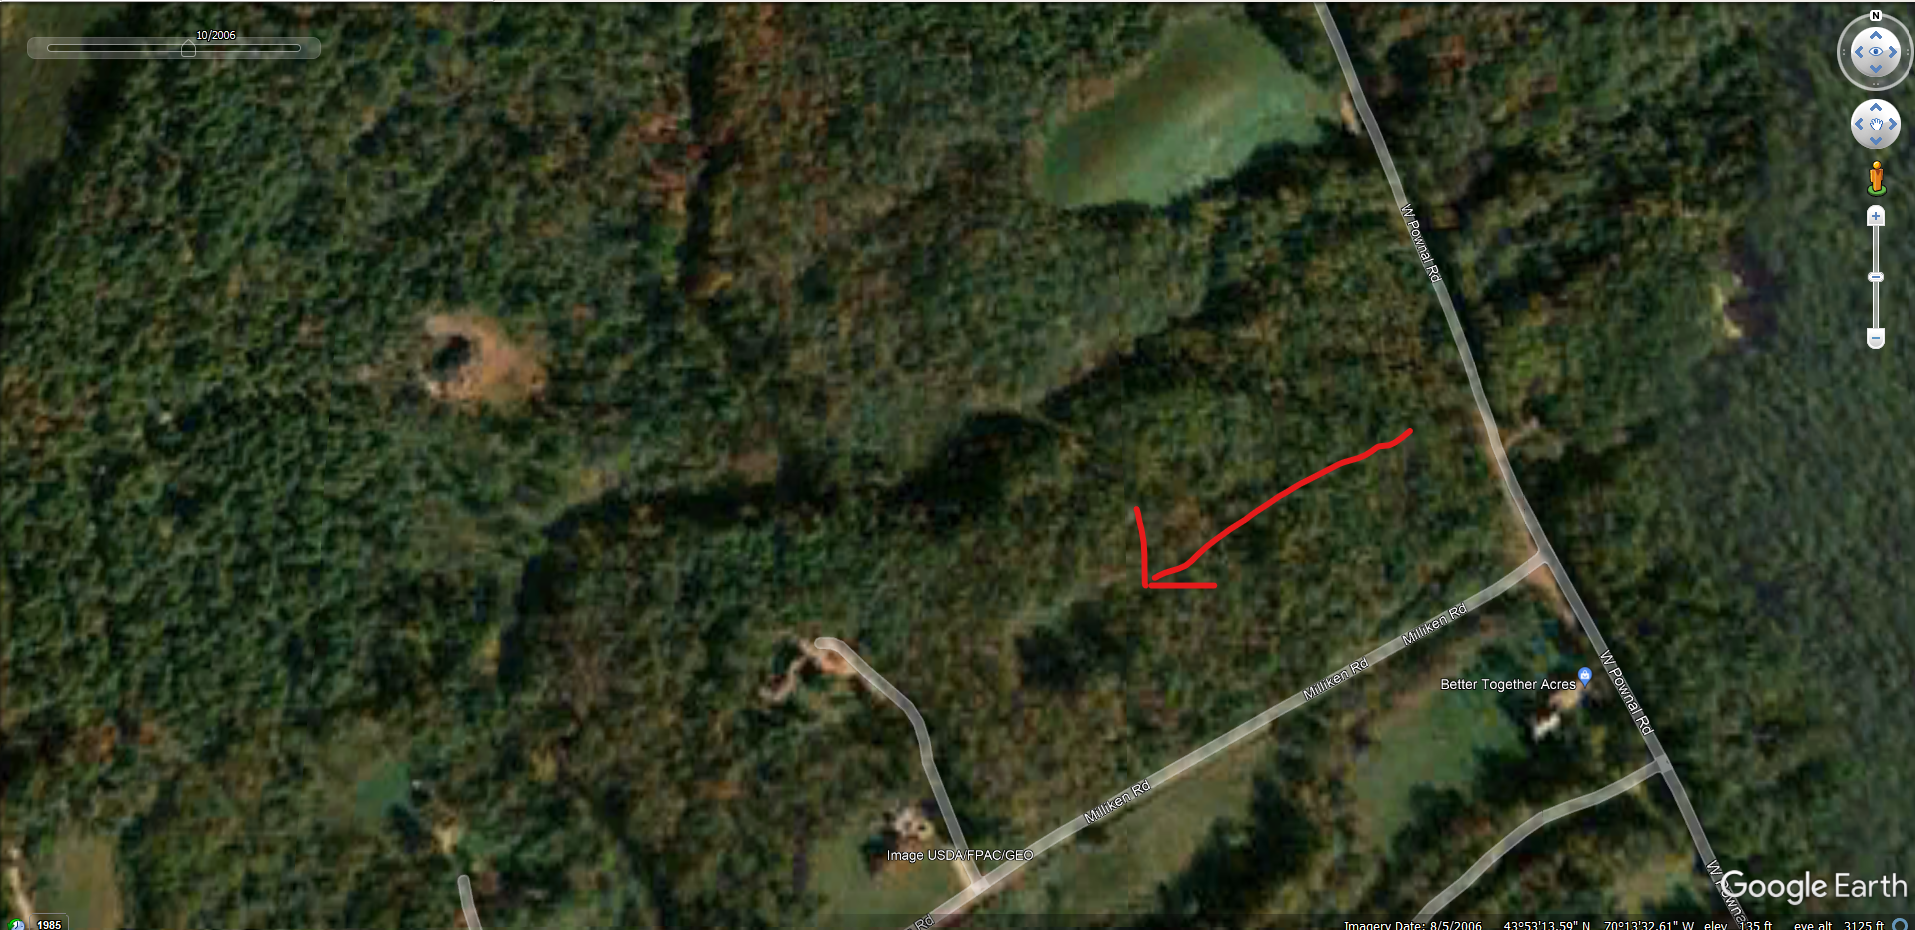 10/2006
N
W Pownal Rd
Milliken Rd
Milliken Rd
Better Together Acres
W Pownal Rd
Milliken Rd
Image USDA/FPAC/GEO
Rd
W Powna
Google Earth
1985
Imagery Date: 8/5/2006 43°53'13.59" N 70°13'32.61" W elev 135 ft eye alt 3125 ft